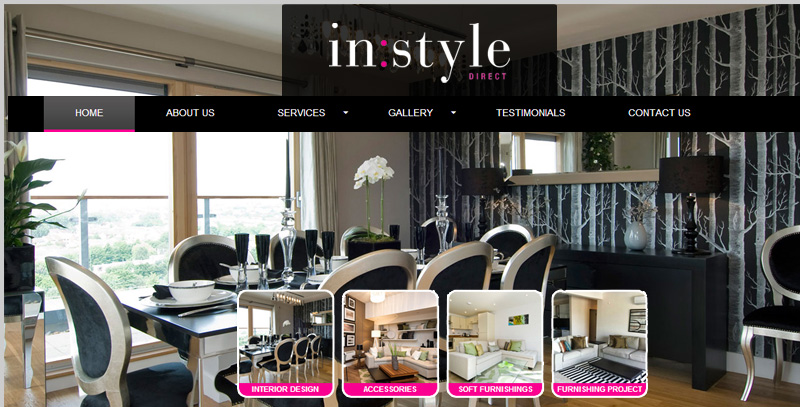 in:style
DIRECT
HOME ABOUT US SERVICES GALLERY TESTIMONIALS CONTACT US
INTERIOR DESIGN ACCESSORIES SOFT FURNISHINGS FURNISHING PROJECT